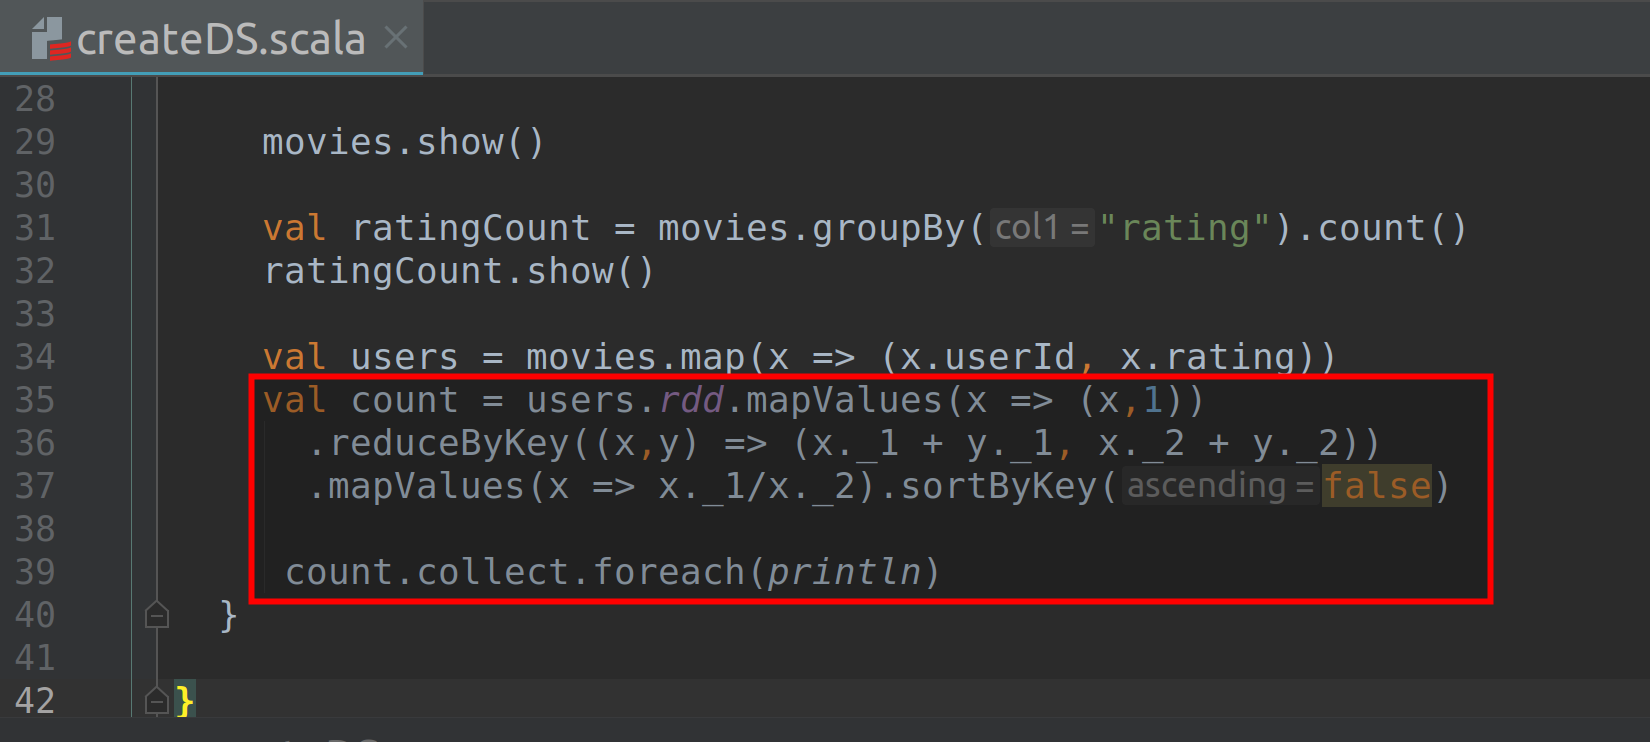 createDS.scala
28
29 movies.show()
30
31 val ratingCount = movies.groupBy( col1 = "rating").count()
32 ratingCount.show()
33
34 val users = movies.map(x => (x.userId, x.rating))
35 val count = users.rdd.mapValues(x => (x,1))
36 .reduceByKey((x,y) => (x._1 + y._1, x._2 + y._2))
37 .mapValues(x => x._1/x._2).sortByKey( ascending = false)
38
39 count.collect.foreach(println)
40 }
41
42 }